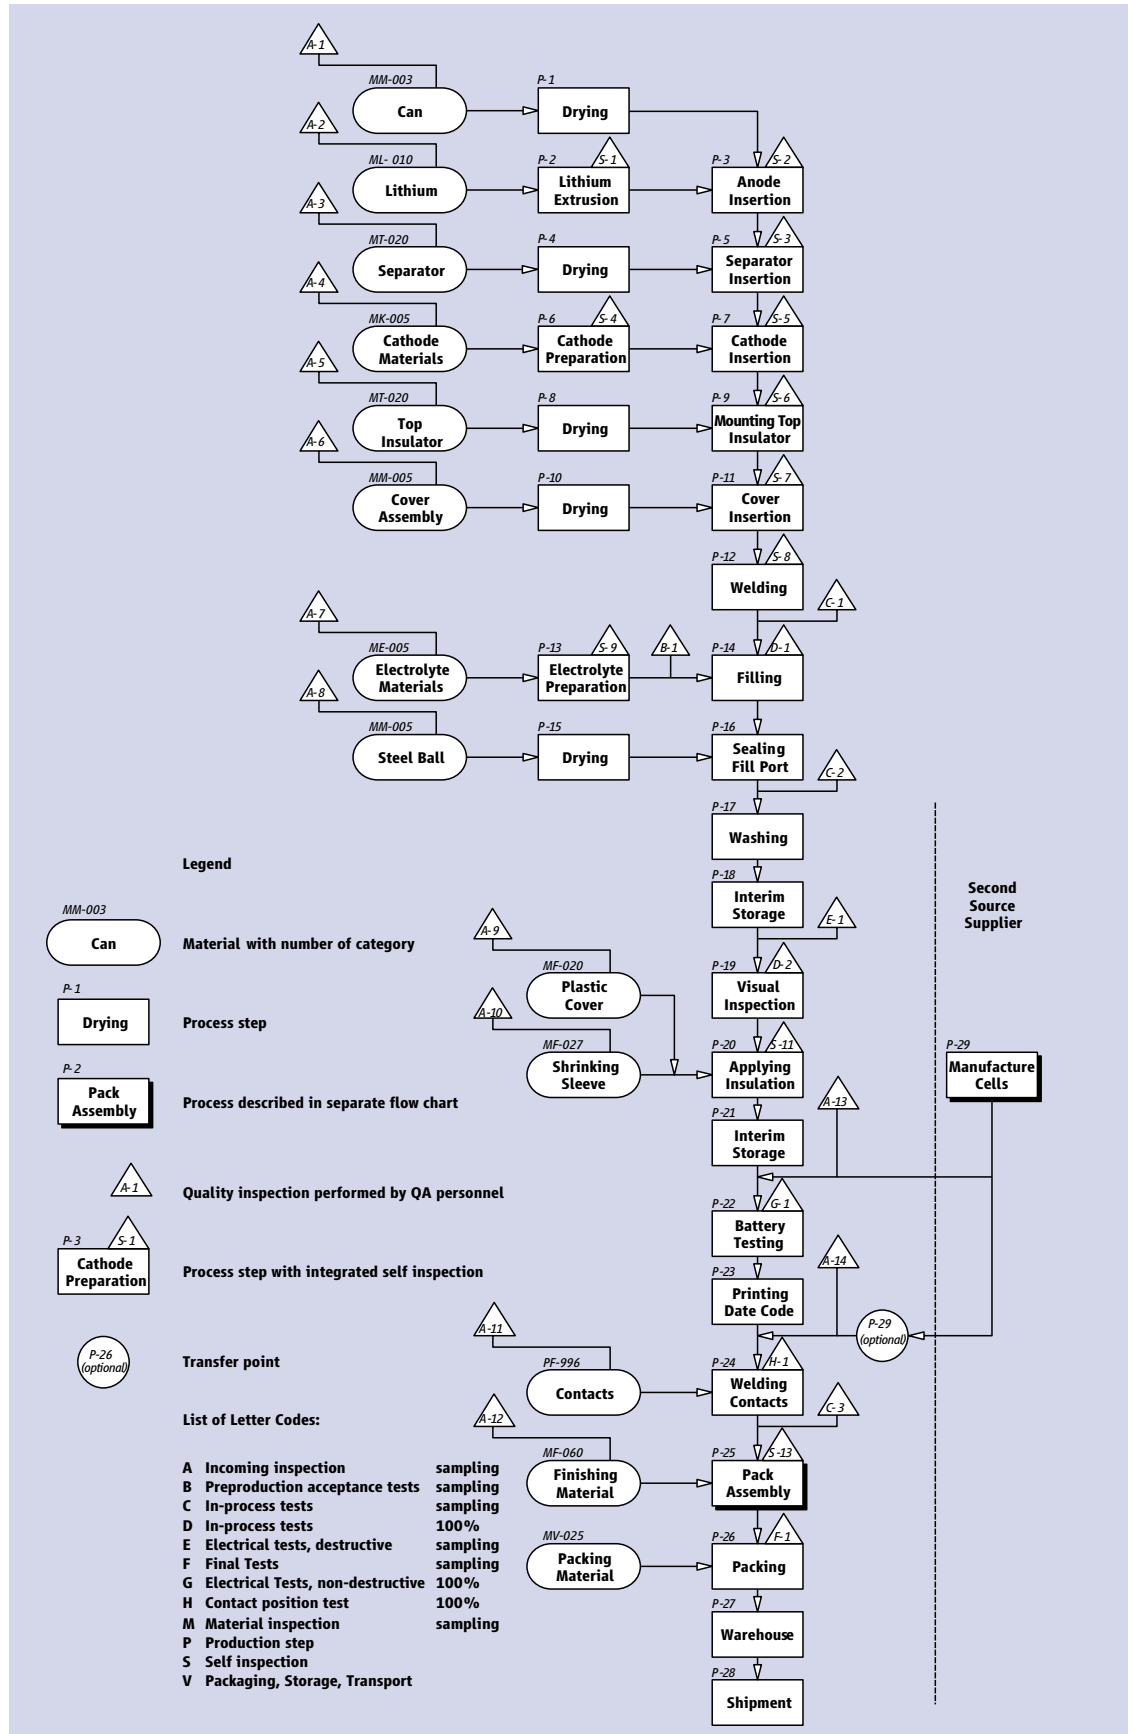 A-1
MM-003
Can
P-1
Drying
A-2
ML-010
Lithium
P-2
S-1
Lithium
Extrusion
P-3
S-2
Anode
Insertion
A-3
MT-020
Separator
P-4
Drying
P-5
S-3
Separator
Insertion
A-4
MK-005
Cathode
Materials
P-6
S-4
Cathode
Preparation
P-7
S-5
Cathode
Insertion
A-5
MT-020
Top
Insulator
P-8
Drying
P-9
S-6
Mounting Top
Insulator
A-6
MM-005
Cover
Assembly
P-10
Drying
P-11
S-7
Cover
Insertion
P-12
S-8
Welding
C-1
A-7
ME-005
Electrolyte
Materials
P-13
S-9
Electrolyte
Preparation
B-1
P-14
D-1
Filling
A-8
MM-005
Steel Ball
P-15
Drying
P-16
Sealing
Fill Port
C-2
P-17
Washing
P-18
Interim
Storage
E-1
Second
Source
Supplier
A-9
MF-020
Plastic
Cover
P-19
D-2
Visual
Inspection
A-10
MF-027
Shrinking
Sleeve
P-20
S-11
Applying
Insulation
P-29
Manufacture
Cells
A-13
P-21
Interim
Storage
P-22
G-1
Battery
Testing
A-14
P-23
Printing
Date Code
P-29
(optional)
A-11
PF-996
Contacts
P-24
H-1
Welding
Contacts
C-3
A-12
MF-060
Finishing
Material
P-25
S-13
Pack
Assembly
MV-025
Packing
Material
P-26
F-1
Packing
P-27
Warehouse
P-28
Shipment
Legend
MM-003
Can
Material with number of category
P-1
Drying
Process step
P-2
Pack
Assembly
Process described in separate flow chart
A-1
Quality inspection performed by QA personnel
P-3
S-1
Cathode
Preparation
Process step with integrated self inspection
P-26
(optional)
Transfer point
List of Letter Codes:
A Incoming inspection sampling
B Preproduction acceptance tests sampling
C In-process tests sampling
D In-process tests 100%
E Electrical tests, destructive sampling
F Final Tests sampling
G Electrical Tests, non-destructive 100%
H Contact position test 100%
M Material inspection sampling
P Production step
S Self inspection
V Packaging, Storage, Transport